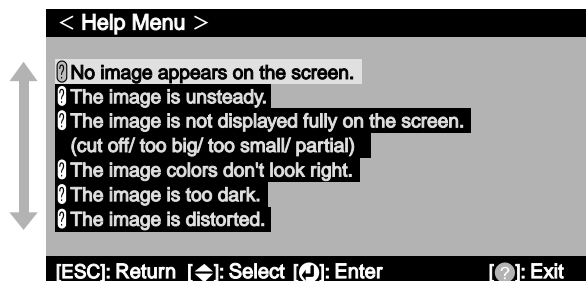 < Help Menu >
No image appears on the screen.
The image is unsteady.
The image is not displayed fully on the screen.
(cut off/ too big/ too small/ partial)
The image colors don't look right.
The image is too dark.
The image is distorted.
[ESC]: Return [◆]: Select [⏎]: Enter [?]: Exit